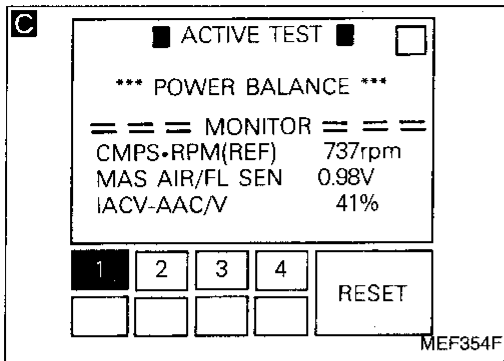 C
ACTIVE TEST
*** POWER BALANCE ***
= = = MONITOR = = =
CMPS•RPM(REF) 737rpm
MAS AIR/FL SEN 0.98V
IACV-AAC/V 41%
1 2 3 4 RESET
MEF354F